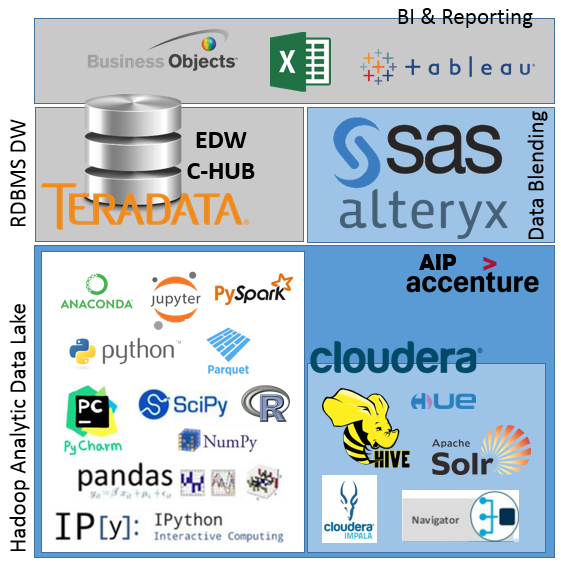 BI & Reporting
Business Objects
X
tableau
RDBMS DW
EDW
C-HUB
TERADATA
sas
alteryx
Data Blending
Hadoop Analytic Data Lake
ANACONDA
jupyter
PySpark
python™
Parquet
PC
PyCharm
SciPy
R
NumPy
pandas
IP[y]:
IPython
Interactive Computing
AIP
>
accenture
cloudera
HIVE
HUE
Apache
Solr
cloudera
IMPALA
Navigator